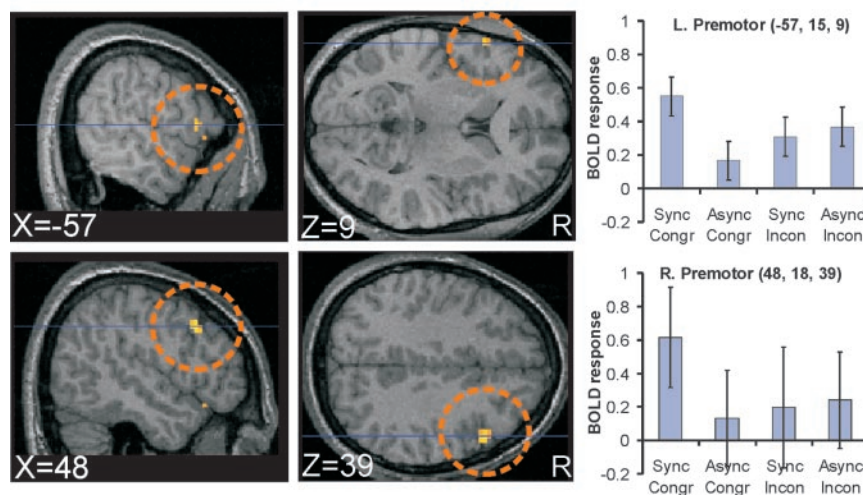 X=-57
Z=9
R
L. Premotor (-57, 15, 9)
BOLD response
1
0.8
0.6
0.4
0.2
0
-0.2
Sync Async Sync Async
Congr Congr Incon Incon
X=48
Z=39
R
R. Premotor (48, 18, 39)
BOLD response
1
0.8
0.6
0.4
0.2
0
-0.2
Sync Async Sync Async
Congr Congr Incon Incon